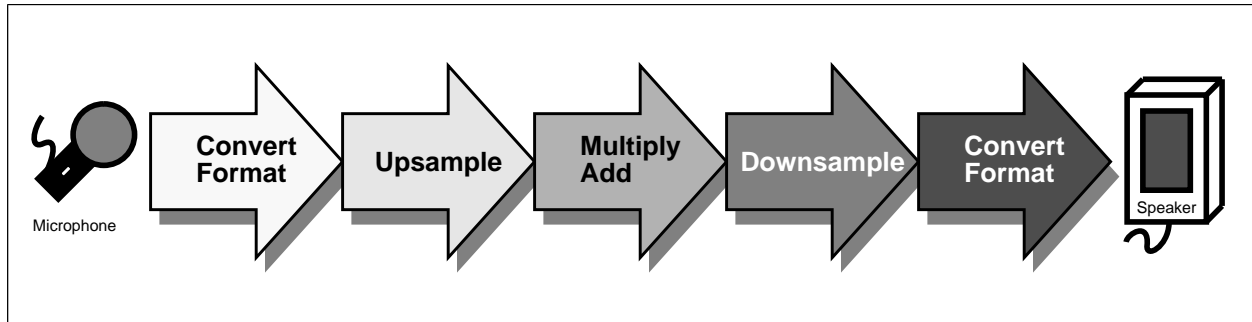 Microphone
Convert
Format
Upsample
Multiply
Add
Downsample
Convert
Format
Speaker